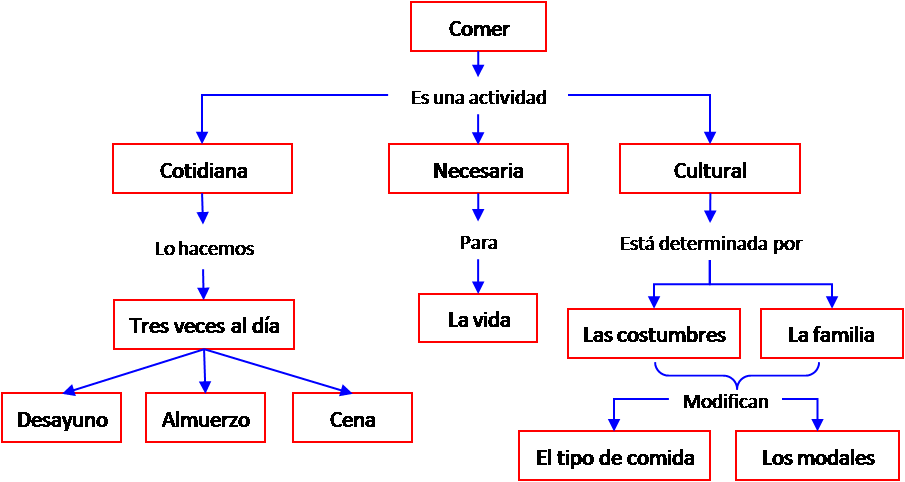 Comer
Es una actividad
Cotidiana
Necesaria
Cultural
Lo hacemos
Para
Está determinada por
Tres veces al día
La vida
Las costumbres
La familia
Desayuno
Almuerzo
Cena
Modifican
El tipo de comida
Los modales